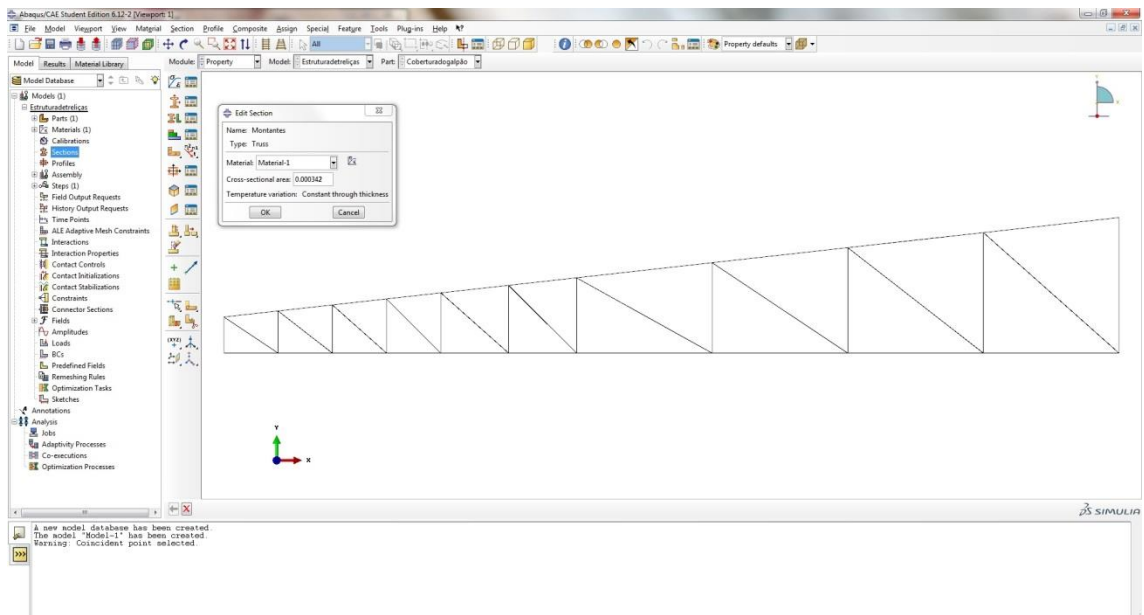 Abaqus/CAE Student Edition 6.12-2 [Viewport: 1]
File Model Viewport View Material Section Profile Composite Assign Special Feature Tools Plug-ins Help
All
Property defaults
Model Results Material Library
Module: Property Model: Estruturadetreliças Part: Coberturadogalpão
Model Database
Models (1)
Estruturadetreliças
Parts (1)
Materials (1)
Calibrations
Sections
Profiles
Assembly
Steps (1)
Field Output Requests
History Output Requests
Time Points
ALE Adaptive Mesh Constraints
Interactions
Interaction Properties
Contact Controls
Contact Initializations
Contact Stabilizations
Constraints
Connector Sections
Fields
Amplitudes
Loads
BCs
Predefined Fields
Remeshing Rules
Optimization Tasks
Sketches
Annotations
Analysis
Jobs
Adaptivity Processes
Co-executions
Optimization Processes
Edit Section
Name: Montantes
Type: Truss
Material: Material-1
Cross-sectional area: 0.000342
Temperature variation: Constant through thickness
OK Cancel
Y
X
SIMULIA
A new model database has been created.
The model "Model-1" has been created.
Warning: Coincident point selected.